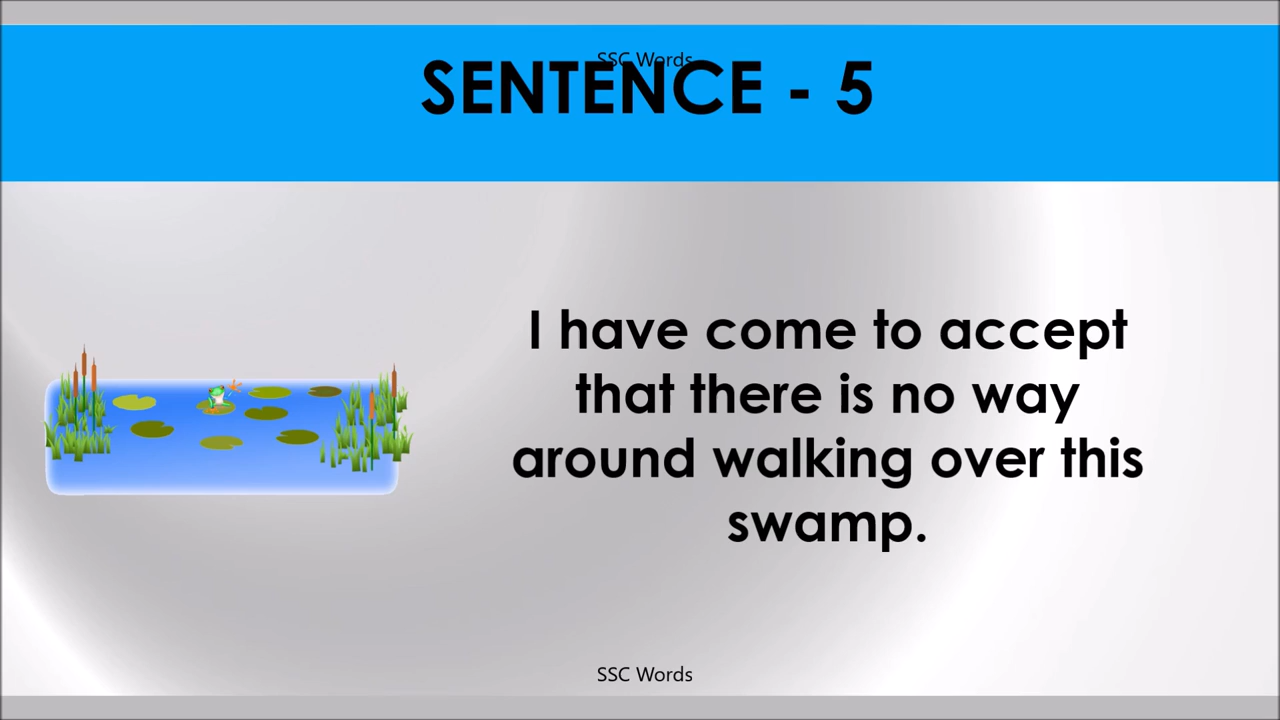 SSC Words
SENTENCE - 5
I have come to accept
that there is no way
around walking over this
swamp.
SSC Words